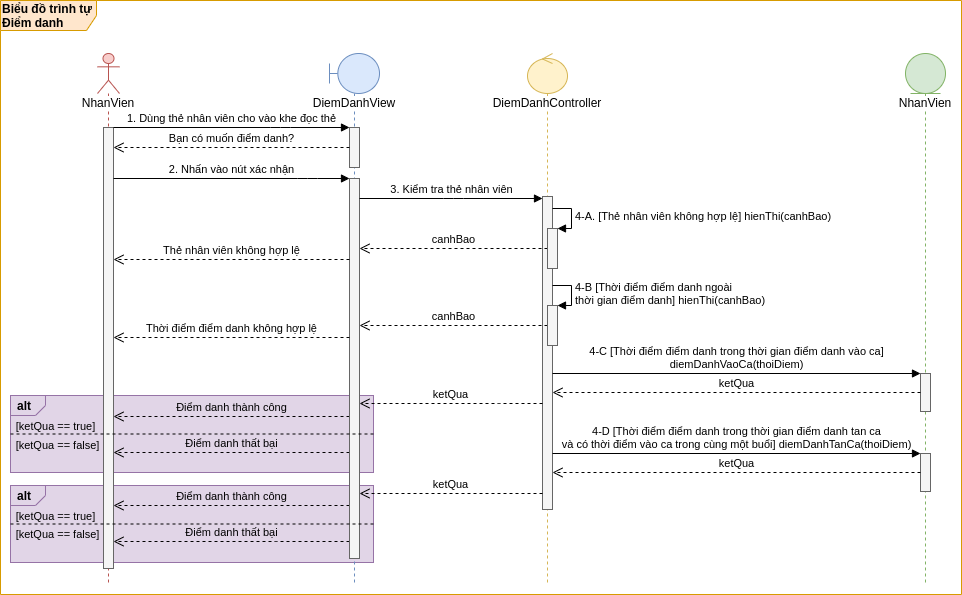 Biểu đồ trình tự
Điểm danh
NhanVien
DiemDanhView
DiemDanhController
NhanVien
1. Dùng thẻ nhân viên cho vào khe đọc thẻ
Bạn có muốn điểm danh?
2. Nhấn vào nút xác nhận
3. Kiểm tra thẻ nhân viên
4-A. [Thẻ nhân viên không hợp lệ] hienThi(canhBao)
canhBao
Thẻ nhân viên không hợp lệ
4-B [Thời điểm điểm danh ngoài
thời gian điểm danh] hienThi(canhBao)
canhBao
Thời điểm điểm danh không hợp lệ
4-C [Thời điểm điểm danh trong thời gian điểm danh vào ca]
diemDanhVaoCa(thoiDiem)
ketQua
ketQua
alt
Điểm danh thành công
[ketQua == true]
[ketQua == false]
Điểm danh thất bại
4-D [Thời điểm điểm danh trong thời gian điểm danh tan ca
và có thời điểm vào ca trong cùng một buổi] diemDanhTanCa(thoiDiem)
ketQua
ketQua
alt
Điểm danh thành công
[ketQua == true]
[ketQua == false]
Điểm danh thất bại